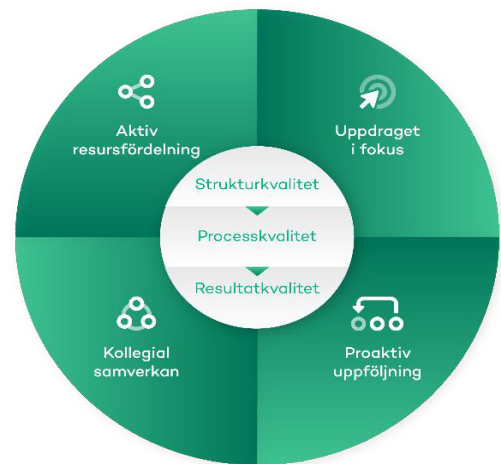 Aktiv
resursfördelning
Uppdraget
i fokus
Strukturkvalitet
Processkvalitet
Resultatkvalitet
Kollegial
samverkan
Proaktiv
uppföljning